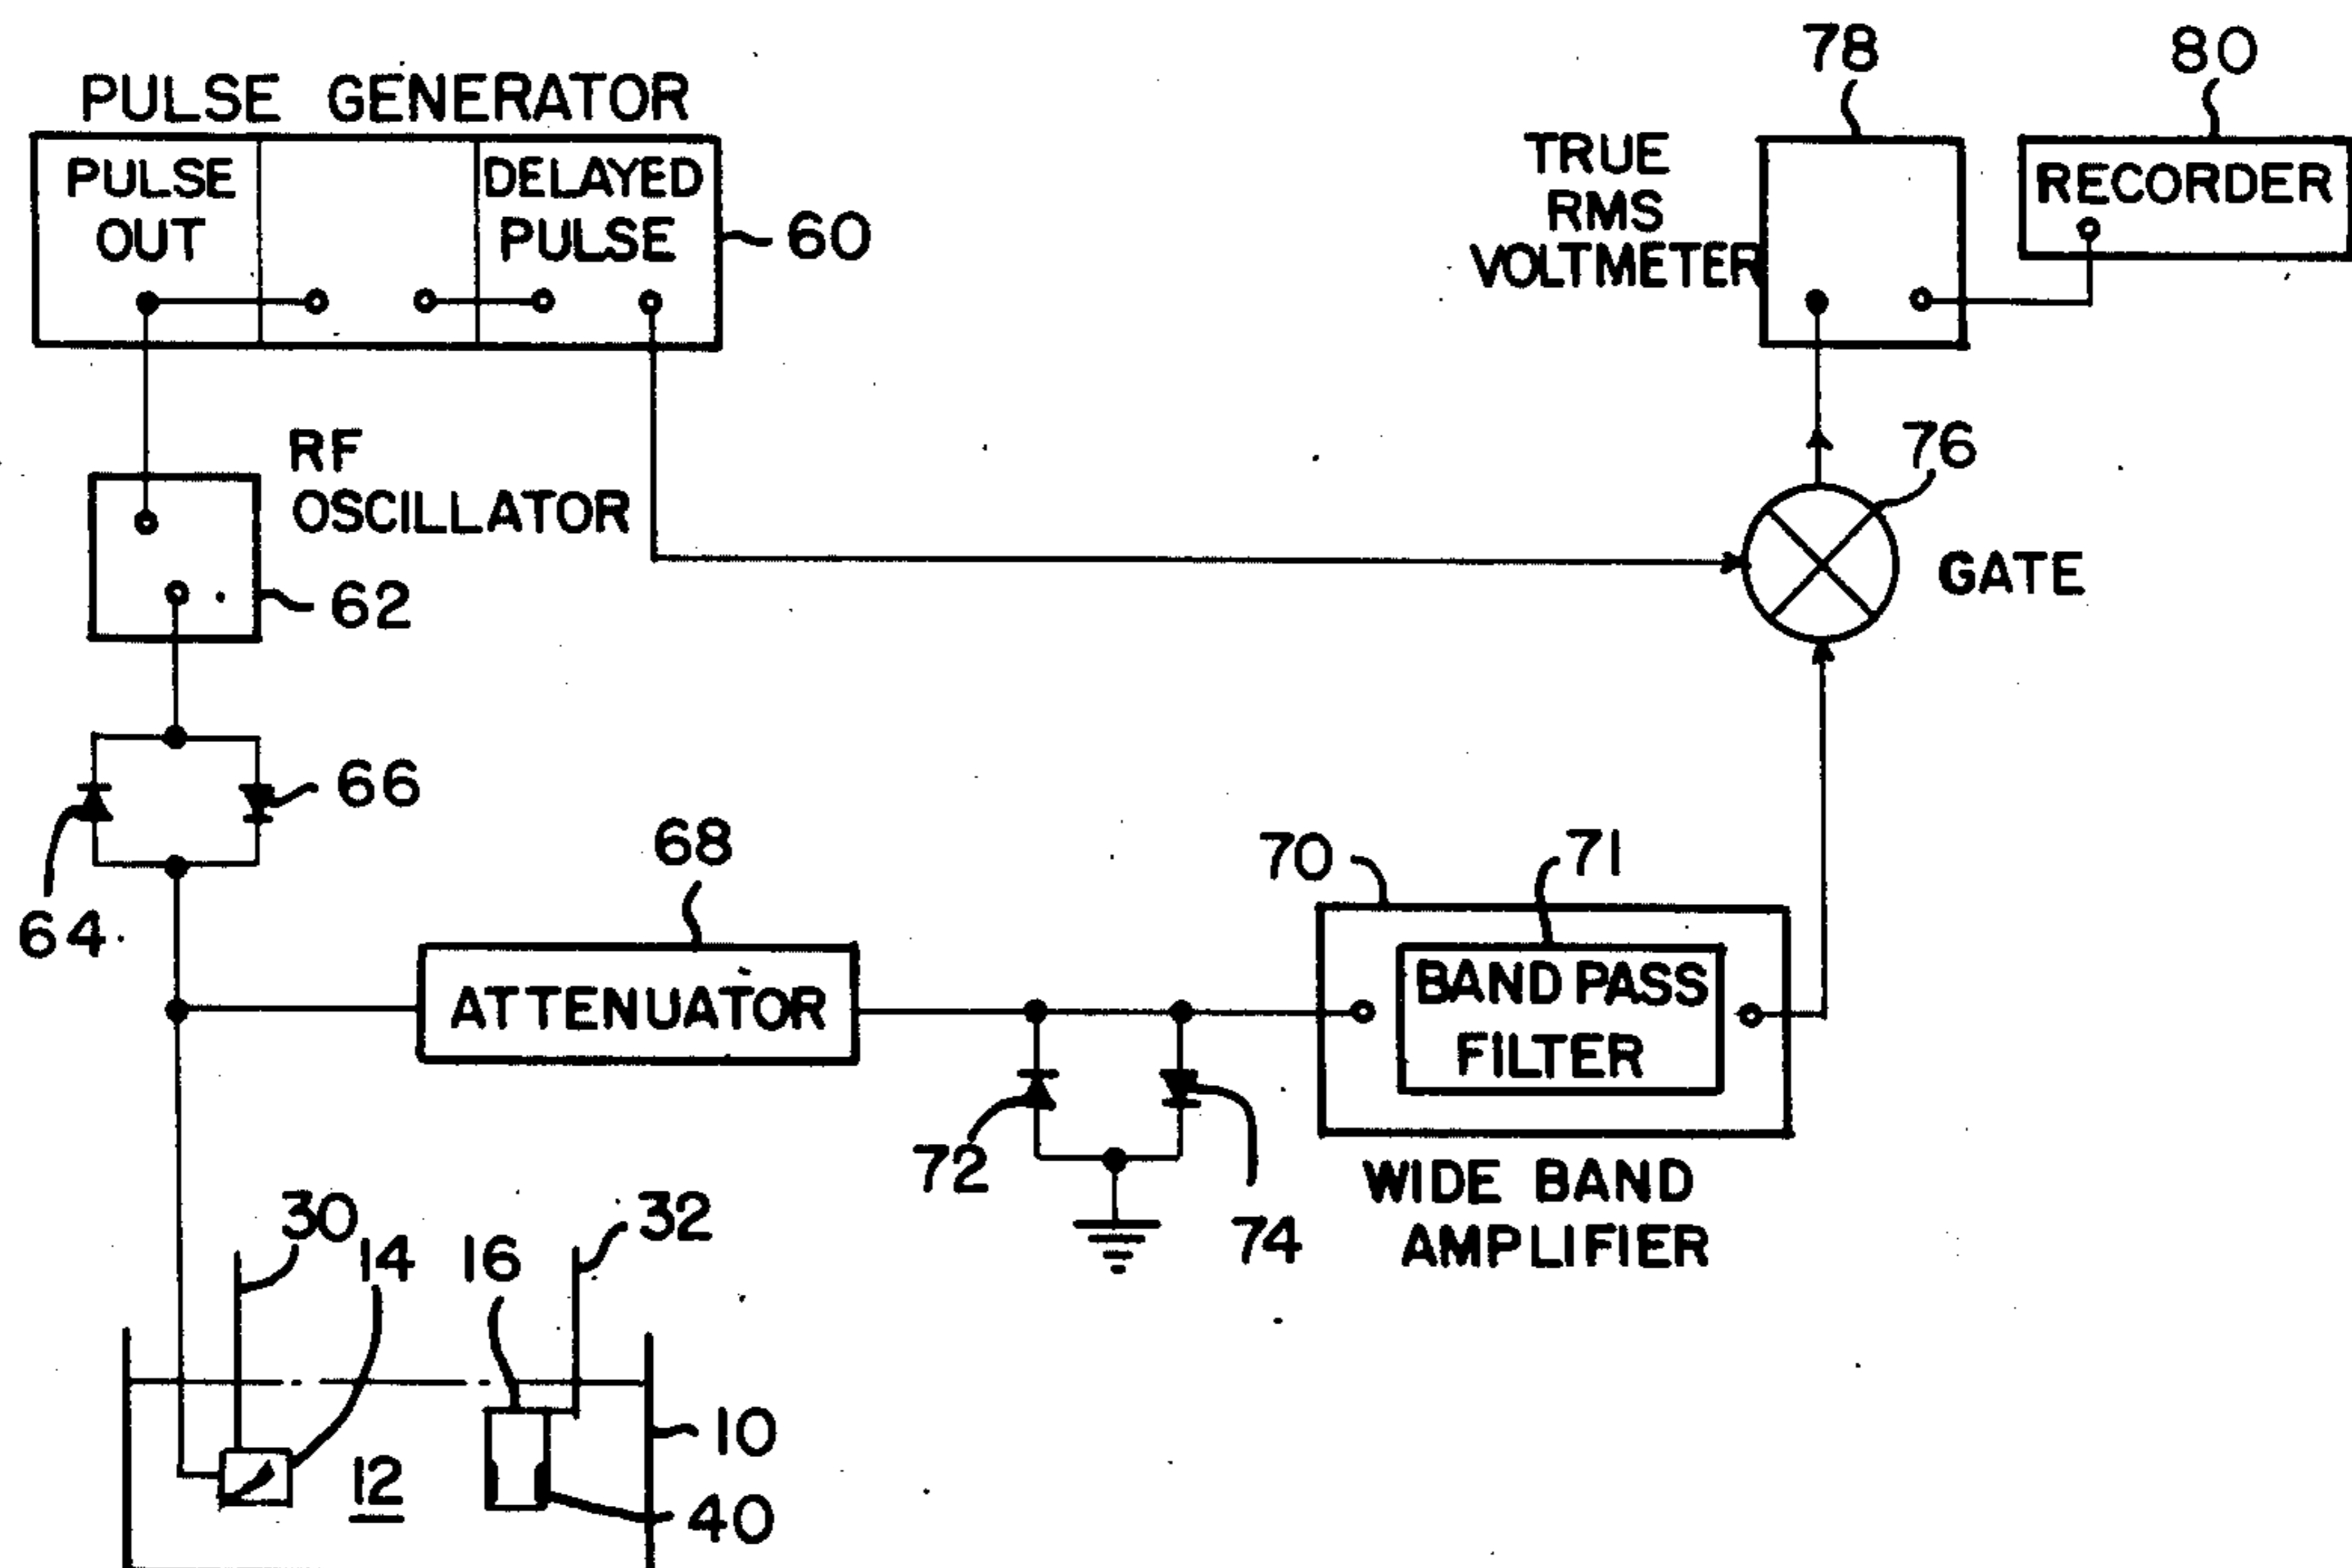 PULSE GENERATOR
PULSE
OUT
DELAYED
PULSE
60
78
80
TRUE
RMS
VOLTMETER
RECORDER
RF
OSCILLATOR
62
76
GATE
66
64
68
ATTENUATOR
70
71
BAND PASS
FILTER
72
74
WIDE BAND
AMPLIFIER
30
14
16
32
10
12
40